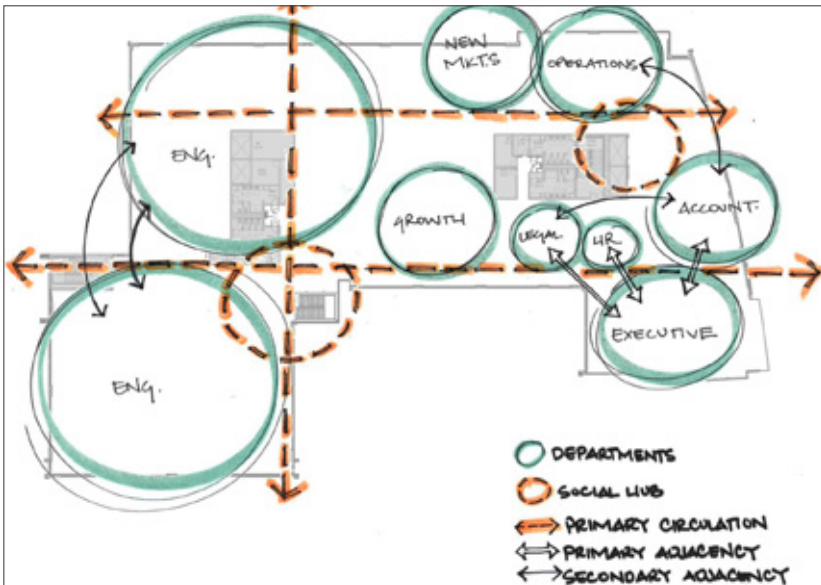 NEW
MKTS
OPERATIONS
ENG.
GROWTH
LEGAL
HR
ACCOUNT.
EXECUTIVE
ENG.
DEPARTMENTS
SOCIAL HUB
PRIMARY CIRCULATION
PRIMARY ADJACENCY
SECONDARY ADJACENCY